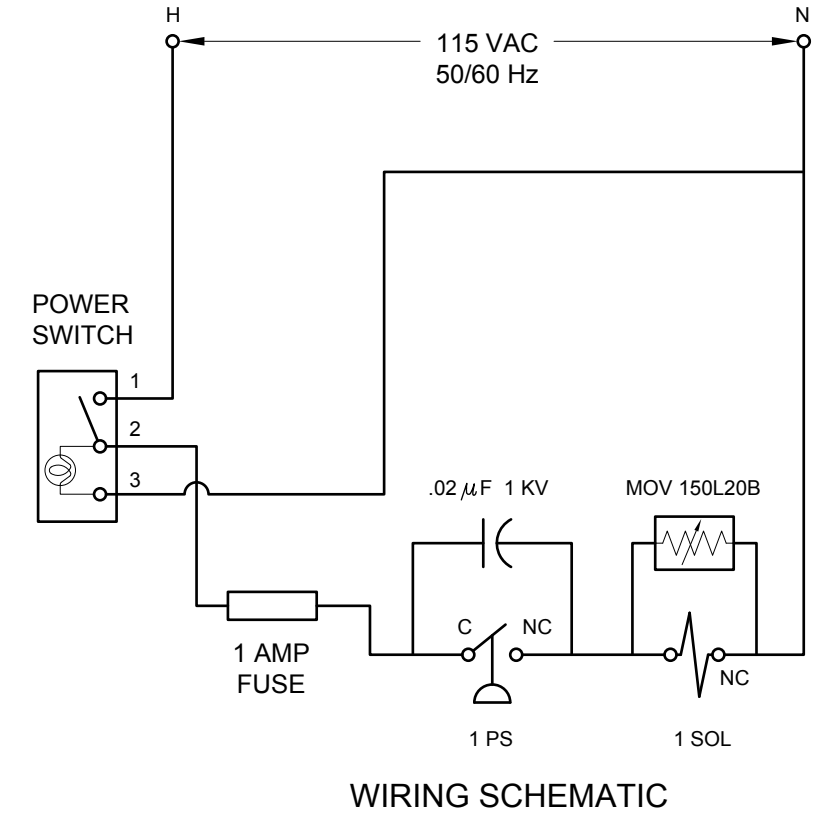 H
N
115 VAC
50/60 Hz
POWER
SWITCH
1
2
3
.02 μF 1 KV
MOV 150L20B
C
NC
1 AMP
FUSE
NC
1 PS
1 SOL
WIRING SCHEMATIC